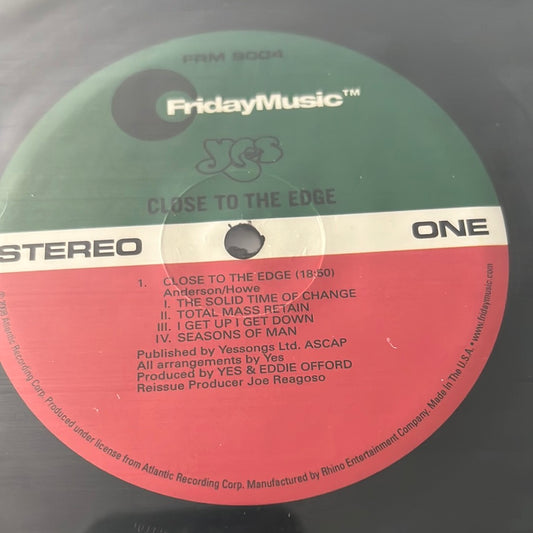 FRM 9004
FridayMusic™
Yes
CLOSE TO THE EDGE
STEREO
ONE
1. CLOSE TO THE EDGE (18:50)
Anderson/Howe
I. THE SOLID TIME OF CHANGE
II. TOTAL MASS RETAIN
III. I GET UP I GET DOWN
IV. SEASONS OF MAN
Published by Yessongs Ltd. ASCAP
All arrangements by Yes
Produced by YES & EDDIE OFFORD
Reissue Producer Joe Reagoso
Atlantic Recording Corp. Produced under license from Atlantic Recording Corp. Manufactured by Rhino Entertainment Company. Made In The U.S.A. • www.fridaymusic.com